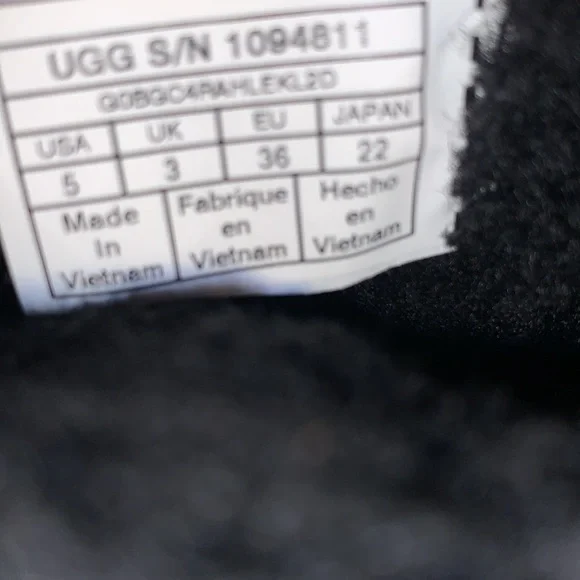 UGG S/N 1094811
USA UK EU JAPAN
5 3 36 22
Made Fabrique Hecho
In en en
Vietnam Vietnam Vietnam